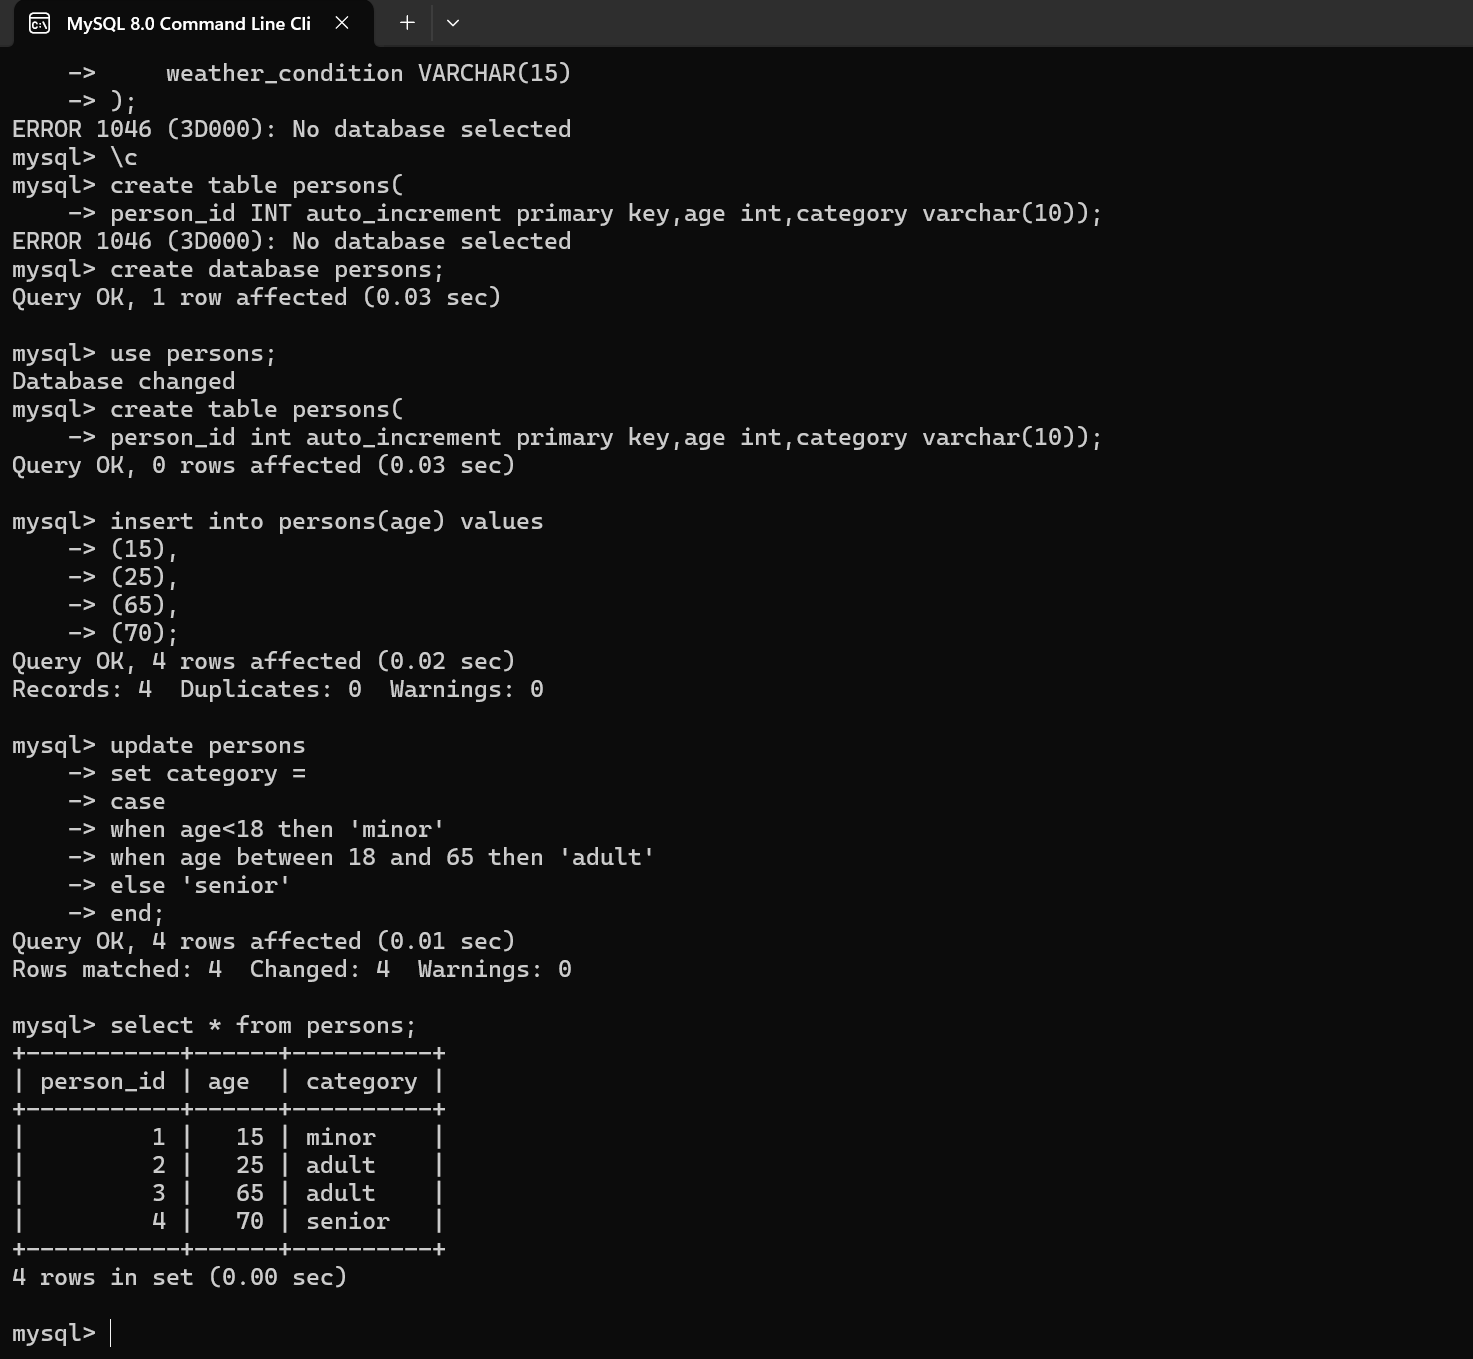 MySQL 8.0 Command Line Cli
    ->     weather_condition VARCHAR(15)
    -> );
ERROR 1046 (3D000): No database selected
mysql> \c
mysql> create table persons(
    -> person_id INT auto_increment primary key,age int,category varchar(10));
ERROR 1046 (3D000): No database selected
mysql> create database persons;
Query OK, 1 row affected (0.03 sec)

mysql> use persons;
Database changed
mysql> create table persons(
    -> person_id int auto_increment primary key,age int,category varchar(10));
Query OK, 0 rows affected (0.03 sec)

mysql> insert into persons(age) values
    -> (15),
    -> (25),
    -> (65),
    -> (70);
Query OK, 4 rows affected (0.02 sec)
Records: 4  Duplicates: 0  Warnings: 0

mysql> update persons
    -> set category =
    -> case
    -> when age<18 then 'minor'
    -> when age between 18 and 65 then 'adult'
    -> else 'senior'
    -> end;
Query OK, 4 rows affected (0.01 sec)
Rows matched: 4  Changed: 4  Warnings: 0

mysql> select * from persons;
+-----------+------+----------+
| person_id | age  | category |
+-----------+------+----------+
|         1 |   15 | minor    |
|         2 |   25 | adult    |
|         3 |   65 | adult    |
|         4 |   70 | senior   |
+-----------+------+----------+
4 rows in set (0.00 sec)

mysql>